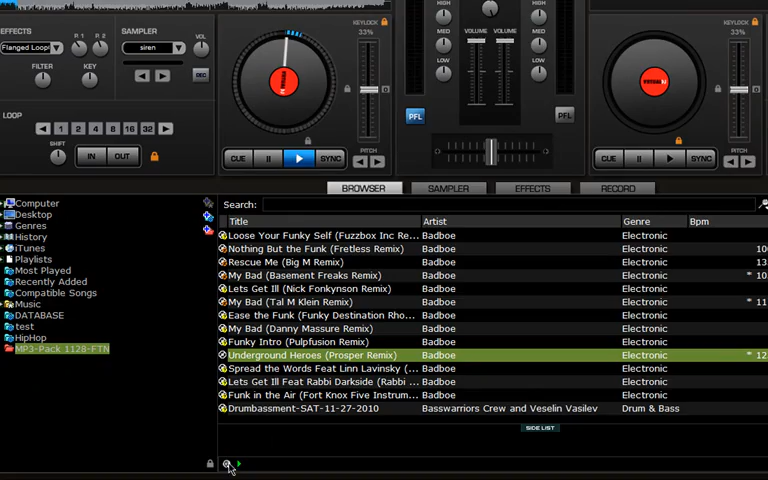 HIGH
HIGH
KEYLOCK
KEYLOCK
EFFECTS
SAMPLER
33%
VOLUME
VOLUME
33%
Flanged Loop
R 1
R 2
siren
VOL
MED
MED
FILTER
KEY
REC
LOW
LOW
LOOP
PFL
PFL
1 2 4 8 16 32
SHIFT
IN
OUT
CUE
SYNC
PITCH
CUE
SYNC
PITCH
BROWSER
SAMPLER
EFFECTS
RECORD
Computer
Desktop
Genres
History
iTunes
Playlists
Most Played
Recently Added
Compatible Songs
Music
DATABASE
test
HipHop
MP3-Pack 1128-FTN
Search:
Title Artist Genre Bpm
Loose Your Funky Self (Fuzzbox Inc Re... Badboe Electronic
Nothing But the Funk (Fretless Remix) Badboe Electronic 10
Rescue Me (Big M Remix) Badboe Electronic 13
My Bad (Basement Freaks Remix) Badboe Electronic * 10
Lets Get Ill (Nick Fonkynson Remix) Badboe Electronic
My Bad (Tal M Klein Remix) Badboe Electronic * 11
Ease the Funk (Funky Destination Rho... Badboe Electronic
My Bad (Danny Massure Remix) Badboe Electronic
Funky Intro (Pulpfusion Remix) Badboe Electronic
Underground Heroes (Prosper Remix) Badboe Electronic * 12
Spread the Words Feat Linn Lavinsky (... Badboe Electronic
Lets Get Ill Feat Rabbi Darkside (Rabbi ... Badboe Electronic
Funk in the Air (Fort Knox Five Instrum... Badboe Electronic
Drumbassment-SAT-11-27-2010 Basswarriors Crew and Veselin Vasilev Drum & Bass
SIDE LIST